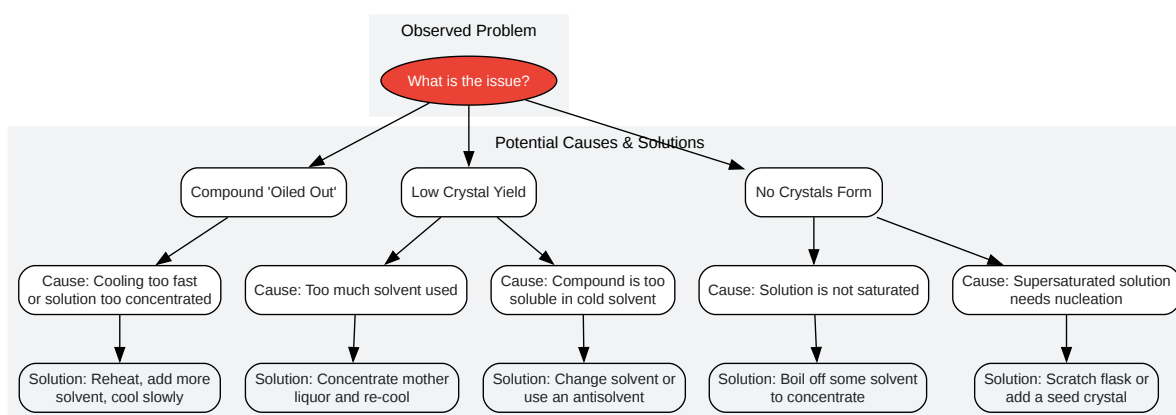 Observed Problem
What is the issue?
Potential Causes & Solutions
Compound 'Oiled Out'
Low Crystal Yield
No Crystals Form
Cause: Cooling too fast
or solution too concentrated
Cause: Too much solvent used
Cause: Compound is too
soluble in cold solvent
Cause: Solution is not saturated
Cause: Supersaturated solution
needs nucleation
Solution: Reheat, add more
solvent, cool slowly
Solution: Concentrate mother
liquor and re-cool
Solution: Change solvent or
use an antisolvent
Solution: Boil off some solvent
to concentrate
Solution: Scratch flask or
add a seed crystal